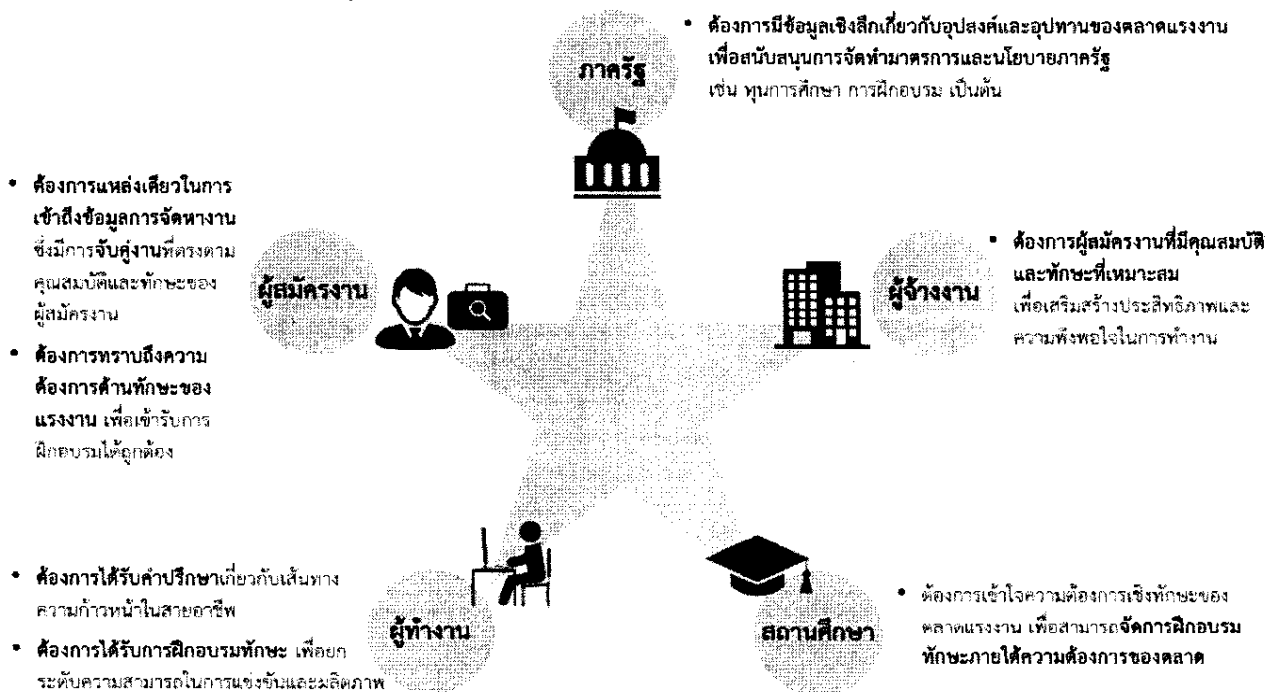 ภาครัฐ
• ต้องการมีข้อมูลเชิงลึกเกี่ยวกับอุปสงค์และอุปทานของตลาดแรงงาน
เพื่อสนับสนุนการจัดทำมาตรการและนโยบายภาครัฐ
เช่น ทุนการศึกษา การฝึกอบรม เป็นต้น
ผู้สมัครงาน
• ต้องการแหล่งเดียวในการ
เข้าถึงข้อมูลการจัดหางาน
ซึ่งมีการจับคู่งานที่ตรงตาม
คุณสมบัติและทักษะของ
ผู้สมัครงาน
• ต้องการทราบถึงความ
ต้องการด้านทักษะของ
แรงงาน เพื่อเข้ารับการ
ฝึกอบรมได้ถูกต้อง
ผู้จ้างงาน
• ต้องการผู้สมัครงานที่มีคุณสมบัติ
และทักษะที่เหมาะสม
เพื่อเสริมสร้างประสิทธิภาพและ
ความพึงพอใจในการทำงาน
ผู้ทำงาน
• ต้องการได้รับคำปรึกษาเกี่ยวกับเส้นทาง
ความก้าวหน้าในสายอาชีพ
• ต้องการได้รับการฝึกอบรมทักษะ เพื่อยก
ระดับความสามารถในการแข่งขันและผลิตภาพ
สถานศึกษา
• ต้องการเข้าใจความต้องการเชิงทักษะของ
ตลาดแรงงาน เพื่อสามารถจัดการฝึกอบรม
ทักษะภายใต้ความต้องการของตลาด